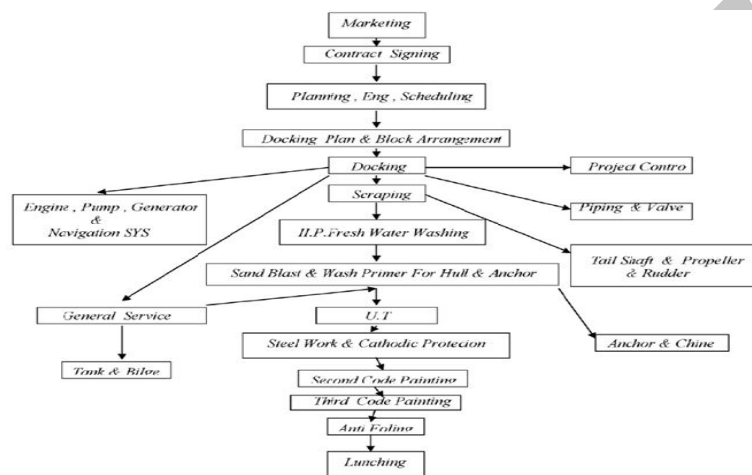 Marketing
Contract Signing
Planning , Eng , Scheduling
Docking Plan & Block Arrangement
Docking
Project Contro
Scraping
Engine , Pump , Generator
&
Navigation SYS
Piping & Valve
H.P.Fresh Water Washing
Tail Shaft & Propeller
& Rudder
Sand Blast & Wash Primer For Hull & Anchor
General Service
U.T
Steel Work & Cathodic Protecion
Anchor & Chine
Tank & Bilge
Second Code Painting
Third Code Painting
Anti Foling
Lunching